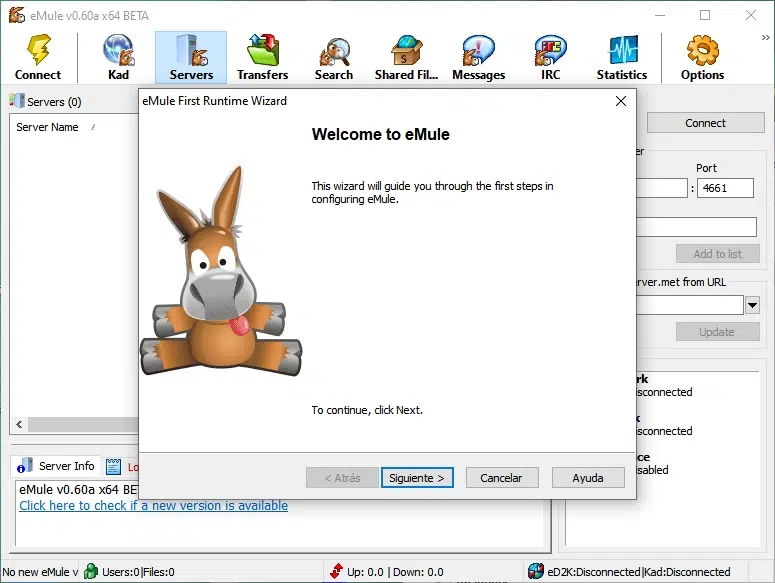 eMule v0.60a x64 BETA
Connect
Kad
Servers
Transfers
Search
Shared Fil...
Messages
IRC
Statistics
Options
»
Servers (0)
Server Name /
eMule First Runtime Wizard
Welcome to eMule
This wizard will guide you through the first steps in
configuring eMule.
To continue, click Next.
< Atrás
Siguiente >
Cancelar
Ayuda
Connect
er
Port
: 4661
Add to list
erver.met from URL
Update
rk
isconnected
k
isconnected
ce
sabled
Server Info
Lo
eMule v0.60a x64 BET
Click here to check if a new version is available
No new eMule v
Users:0|Files:0
Up: 0.0 | Down: 0.0
eD2K:Disconnected|Kad:Disconnected